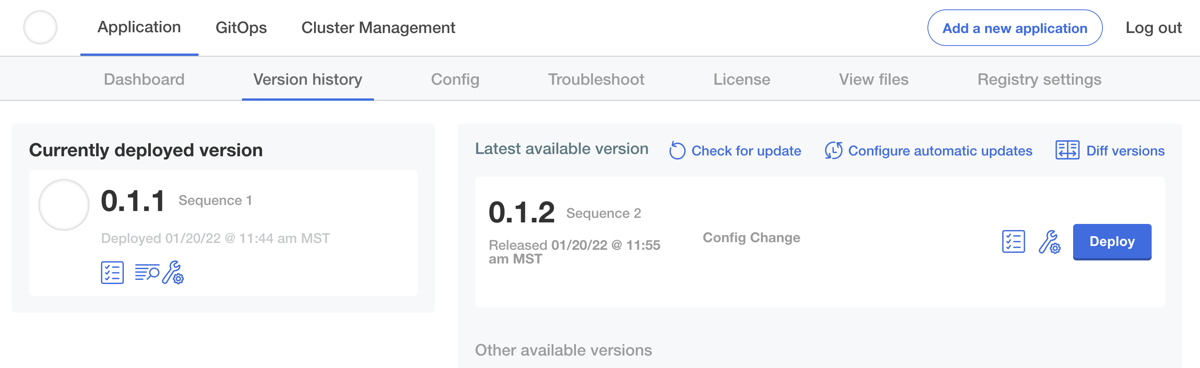 Application GitOps Cluster Management Add a new application Log out
Dashboard Version history Config Troubleshoot License View files Registry settings
Currently deployed version
0.1.1 Sequence 1
Deployed 01/20/22 @ 11:44 am MST
Latest available version Check for update Configure automatic updates Diff versions
0.1.2 Sequence 2
Released 01/20/22 @ 11:55
am MST
Config Change
Deploy
Other available versions